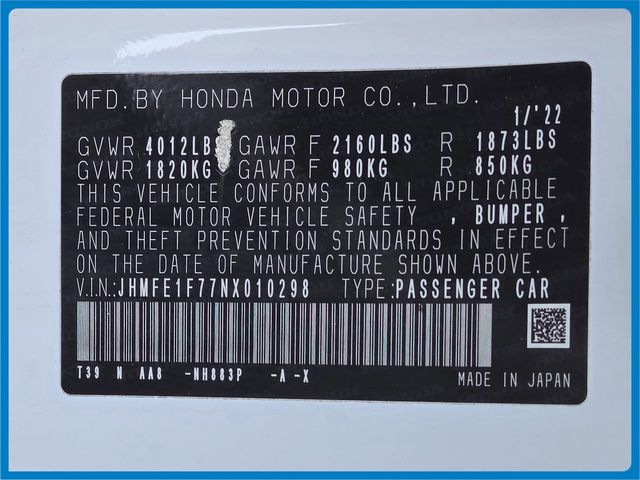 MFD. BY HONDA MOTOR CO., LTD.
1/'22
GVWR 4012LB GAWR F 2160LBS R 1873LBS
GVWR 1820KG GAWR F 980KG R 850KG
THIS VEHICLE CONFORMS TO ALL APPLICABLE
FEDERAL MOTOR VEHICLE SAFETY , BUMPER ,
AND THEFT PREVENTION STANDARDS IN EFFECT
ON THE DATE OF MANUFACTURE SHOWN ABOVE.
V.I.N.:JHMFE1F77NX010298 TYPE:PASSENGER CAR
T39 N AA8 -NH883P -A -X
MADE IN JAPAN